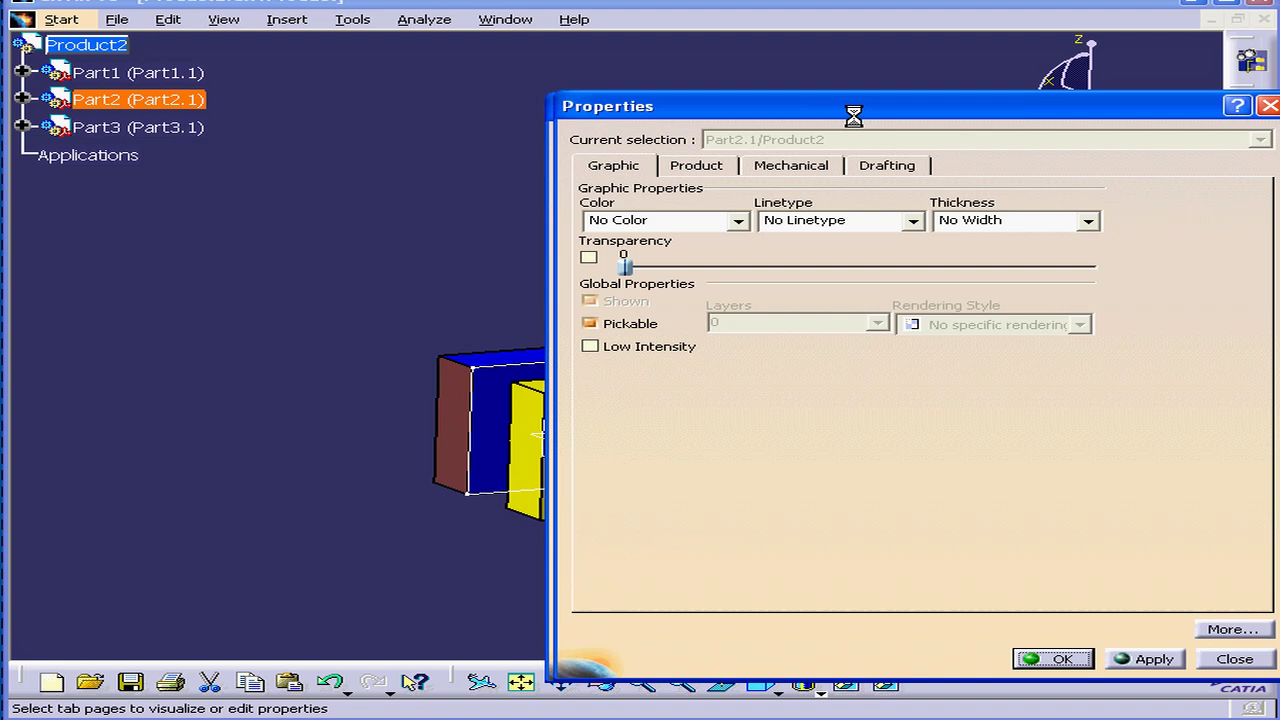 Start File Edit View Insert Tools Analyze Window Help
Product2
Part1 (Part1.1)
Part2 (Part2.1)
Part3 (Part3.1)
Applications
Z
X
Properties
?
Current selection : Part2.1/Product2
Graphic Product Mechanical Drafting
Graphic Properties
Color Linetype Thickness
No Color No Linetype No Width
Transparency
0
Global Properties
Shown Layers Rendering Style
Pickable 0 No specific rendering
Low Intensity
More...
OK Apply Close
CATIA
Select tab pages to visualize or edit properties